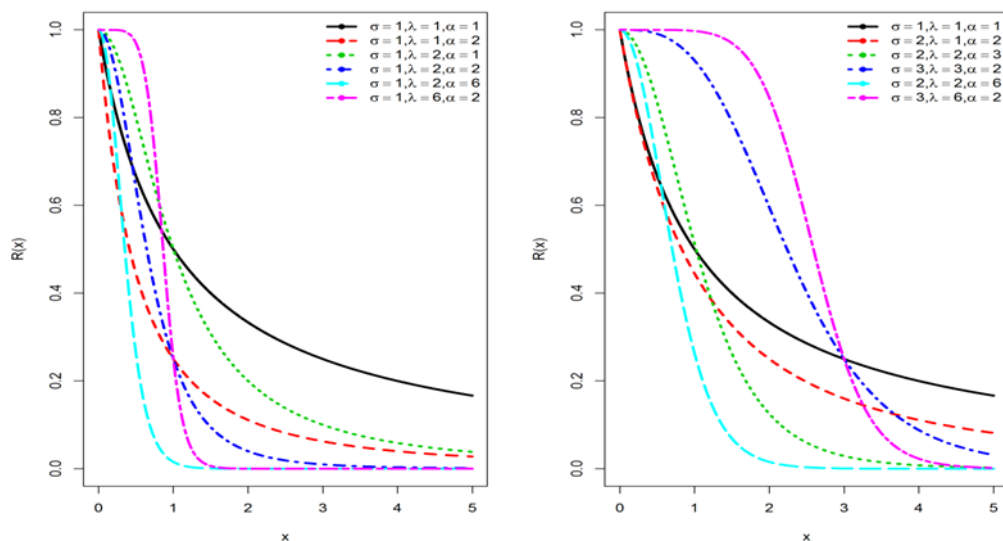 σ = 1, λ = 1, α = 1
σ = 1, λ = 1, α = 2
σ = 1, λ = 2, α = 1
σ = 1, λ = 2, α = 2
σ = 1, λ = 2, α = 6
σ = 1, λ = 6, α = 2
1.0
0.8
0.6
0.4
0.2
0.0
R(x)
0 1 2 3 4 5
x
σ = 1, λ = 1, α = 1
σ = 2, λ = 1, α = 2
σ = 2, λ = 2, α = 3
σ = 3, λ = 3, α = 2
σ = 2, λ = 2, α = 6
σ = 3, λ = 6, α = 2
1.0
0.8
0.6
0.4
0.2
0.0
R(x)
0 1 2 3 4 5
x